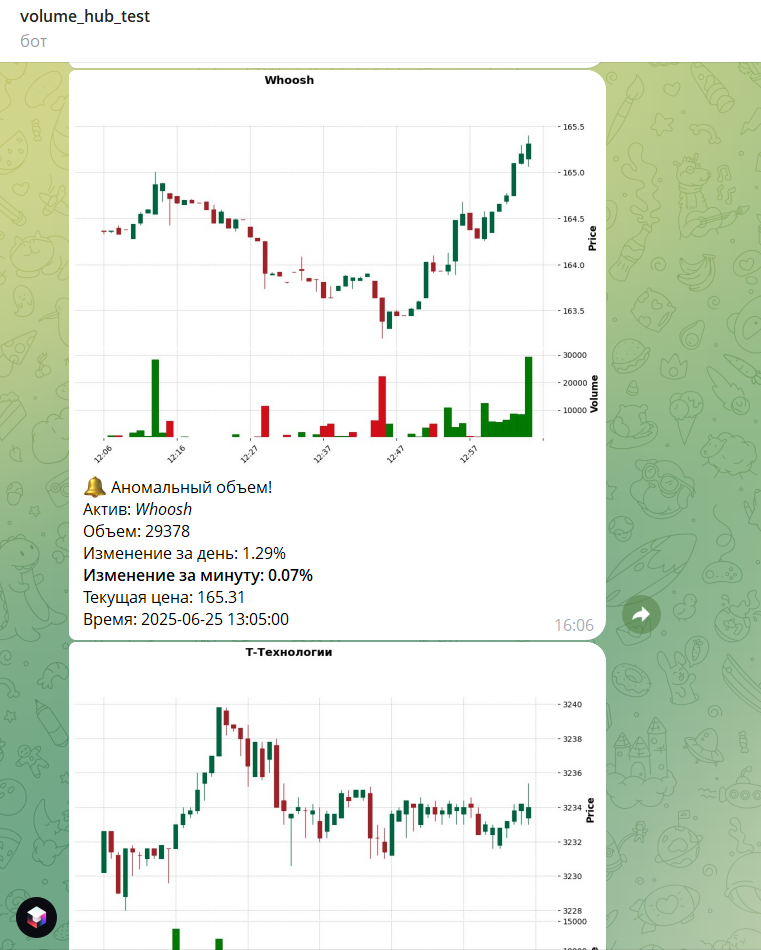 volume_hub_test
бот
Whoosh
165.5
165.0
164.5
164.0
163.5
Price
30000
20000
10000
Volume
12:06
12:16
12:27
12:37
12:47
12:57
🔔 Аномальный объем!
Актив: Whoosh
Объем: 29378
Изменение за день: 1.29%
Изменение за минуту: 0.07%
Текущая цена: 165.31
Время: 2025-06-25 13:05:00
16:06
Т-Технологии
3240
3238
3236
3234
3232
3230
3228
Price
15000